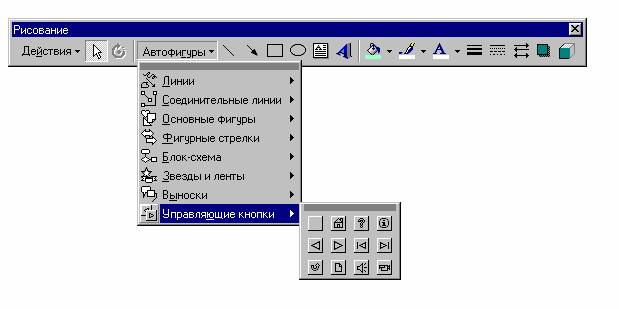 Рисование
Действия Автофигуры
Линии
Соединительные линии
Основные фигуры
Фигурные стрелки
Блок-схема
Звезды и ленты
Выноски
Управляющие кнопки